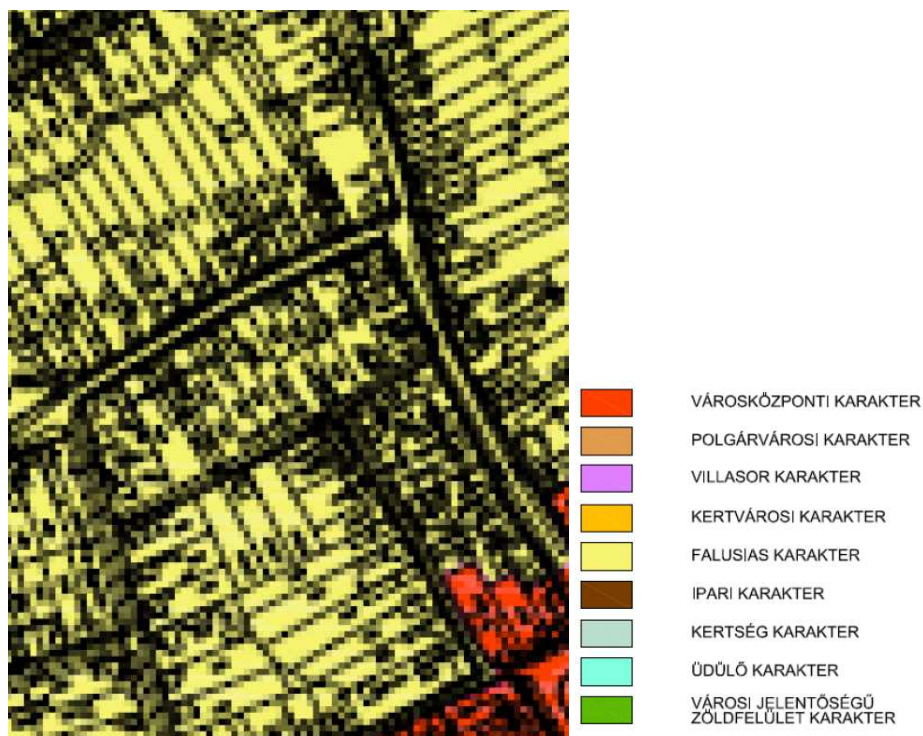 VÁROSKÖZPONTI KARAKTER
POLGÁRVÁROSI KARAKTER
VILLASOR KARAKTER
KERTVÁROSI KARAKTER
FALUSIAS KARAKTER
IPARI KARAKTER
KERTSÉG KARAKTER
ÜDÜLŐ KARAKTER
VÁROSI JELENTŐSÉGŰ
ZÖLDFELÜLET KARAKTER